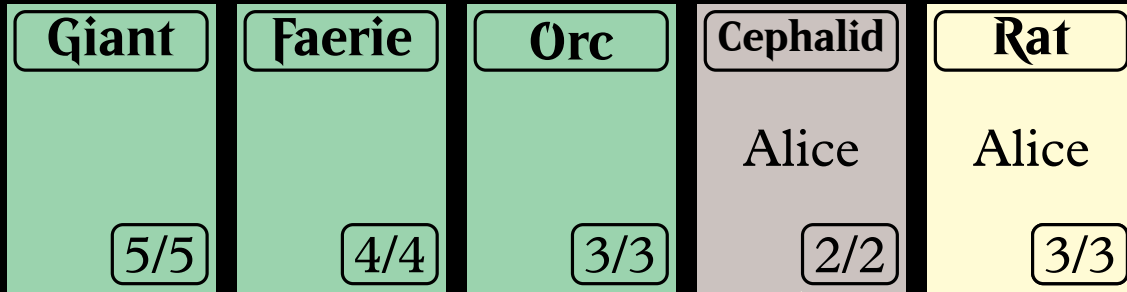 Giant
5/5
Faerie
4/4
Orc
3/3
Cephalid
Alice
2/2
Rat
Alice
3/3